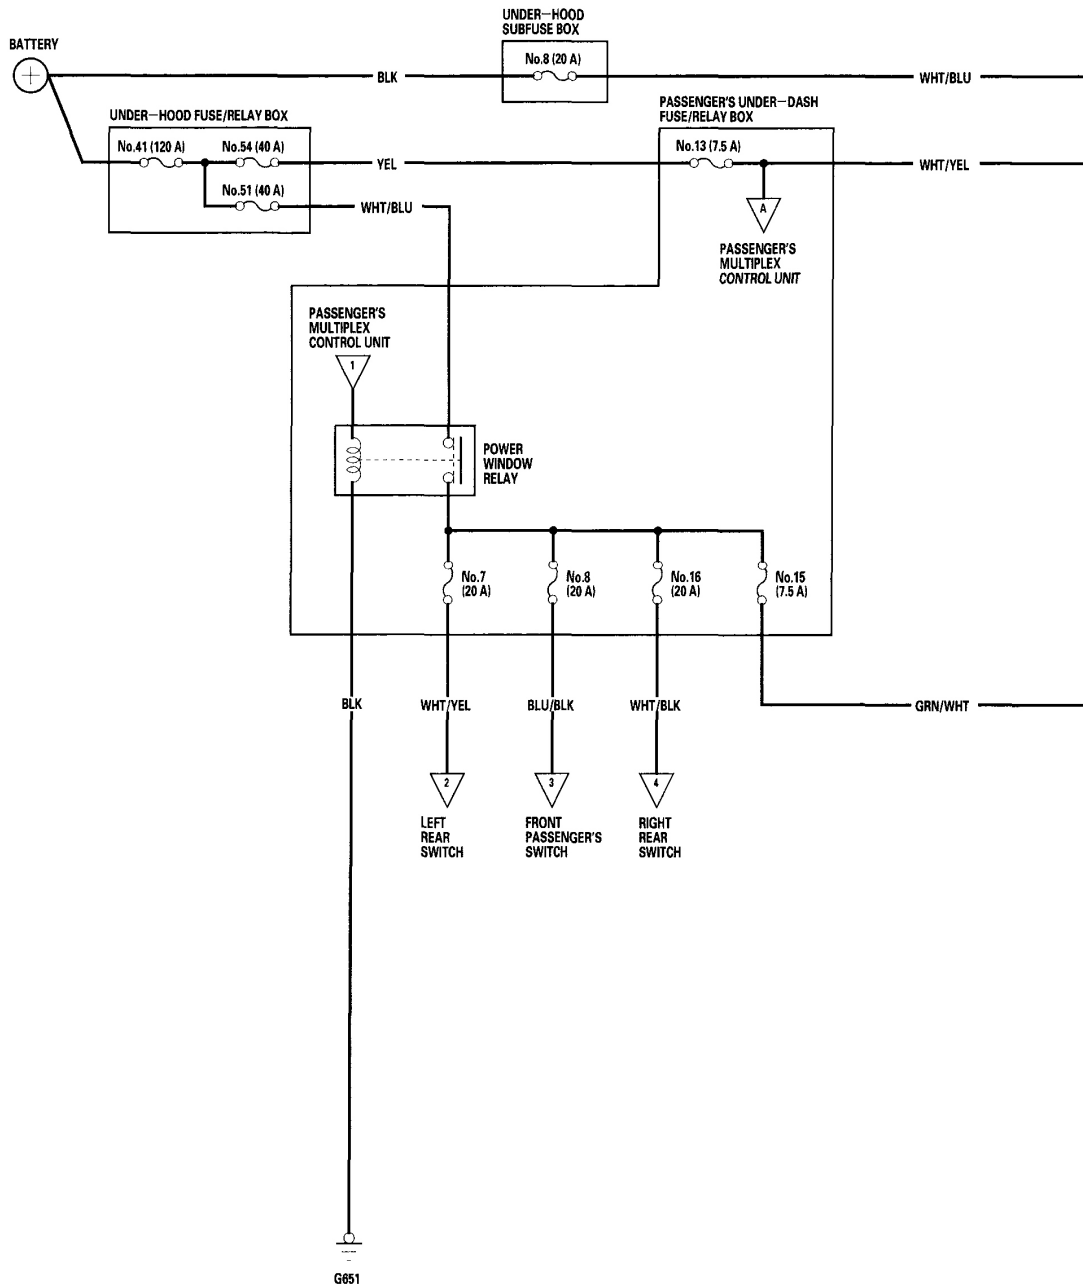 UNDER-HOOD
SUBFUSE BOX
BATTERY
No.8 (20 A)
BLK
WHT/BLU
UNDER-HOOD FUSE/RELAY BOX
PASSENGER'S UNDER-DASH
FUSE/RELAY BOX
No.41 (120 A)
No.54 (40 A)
YEL
No.13 (7.5 A)
WHT/YEL
No.51 (40 A)
WHT/BLU
A
PASSENGER'S
MULTIPLEX
CONTROL UNIT
PASSENGER'S
MULTIPLEX
CONTROL UNIT
1
POWER
WINDOW
RELAY
No.7
(20 A)
No.8
(20 A)
No.16
(20 A)
No.15
(7.5 A)
BLK
WHT/YEL
BLU/BLK
WHT/BLK
GRN/WHT
2
3
4
LEFT
REAR
SWITCH
FRONT
PASSENGER'S
SWITCH
RIGHT
REAR
SWITCH
G651